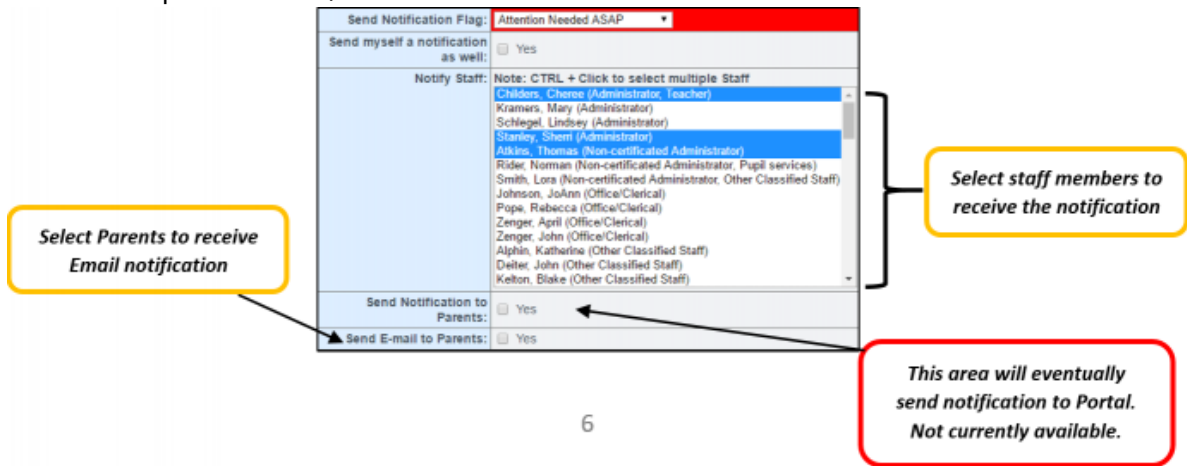 Send Notification Flag: Attention Needed ASAP
Send myself a notification
as well: Yes
Notify Staff: Note: CTRL + Click to select multiple Staff
Childers, Cheree (Administrator, Teacher)
Kramers, Mary (Administrator)
Schlegel, Lindsey (Administrator)
Stanley, Sherri (Administrator)
Atkins, Thomas (Non-certificated Administrator)
Rider, Norman (Non-certificated Administrator, Pupil services)
Smith, Lora (Non-certificated Administrator, Other Classified Staff)
Johnson, JoAnn (Office/Clerical)
Pope, Rebecca (Office/Clerical)
Zenger, April (Office/Clerical)
Zenger, John (Office/Clerical)
Alphin, Katherine (Other Classified Staff)
Deiter, John (Other Classified Staff)
Kelton, Blake (Other Classified Staff)
Select staff members to
receive the notification
Select Parents to receive
Email notification
Send Notification to
Parents: Yes
Send E-mail to Parents: Yes
This area will eventually
send notification to Portal.
Not currently available.
6